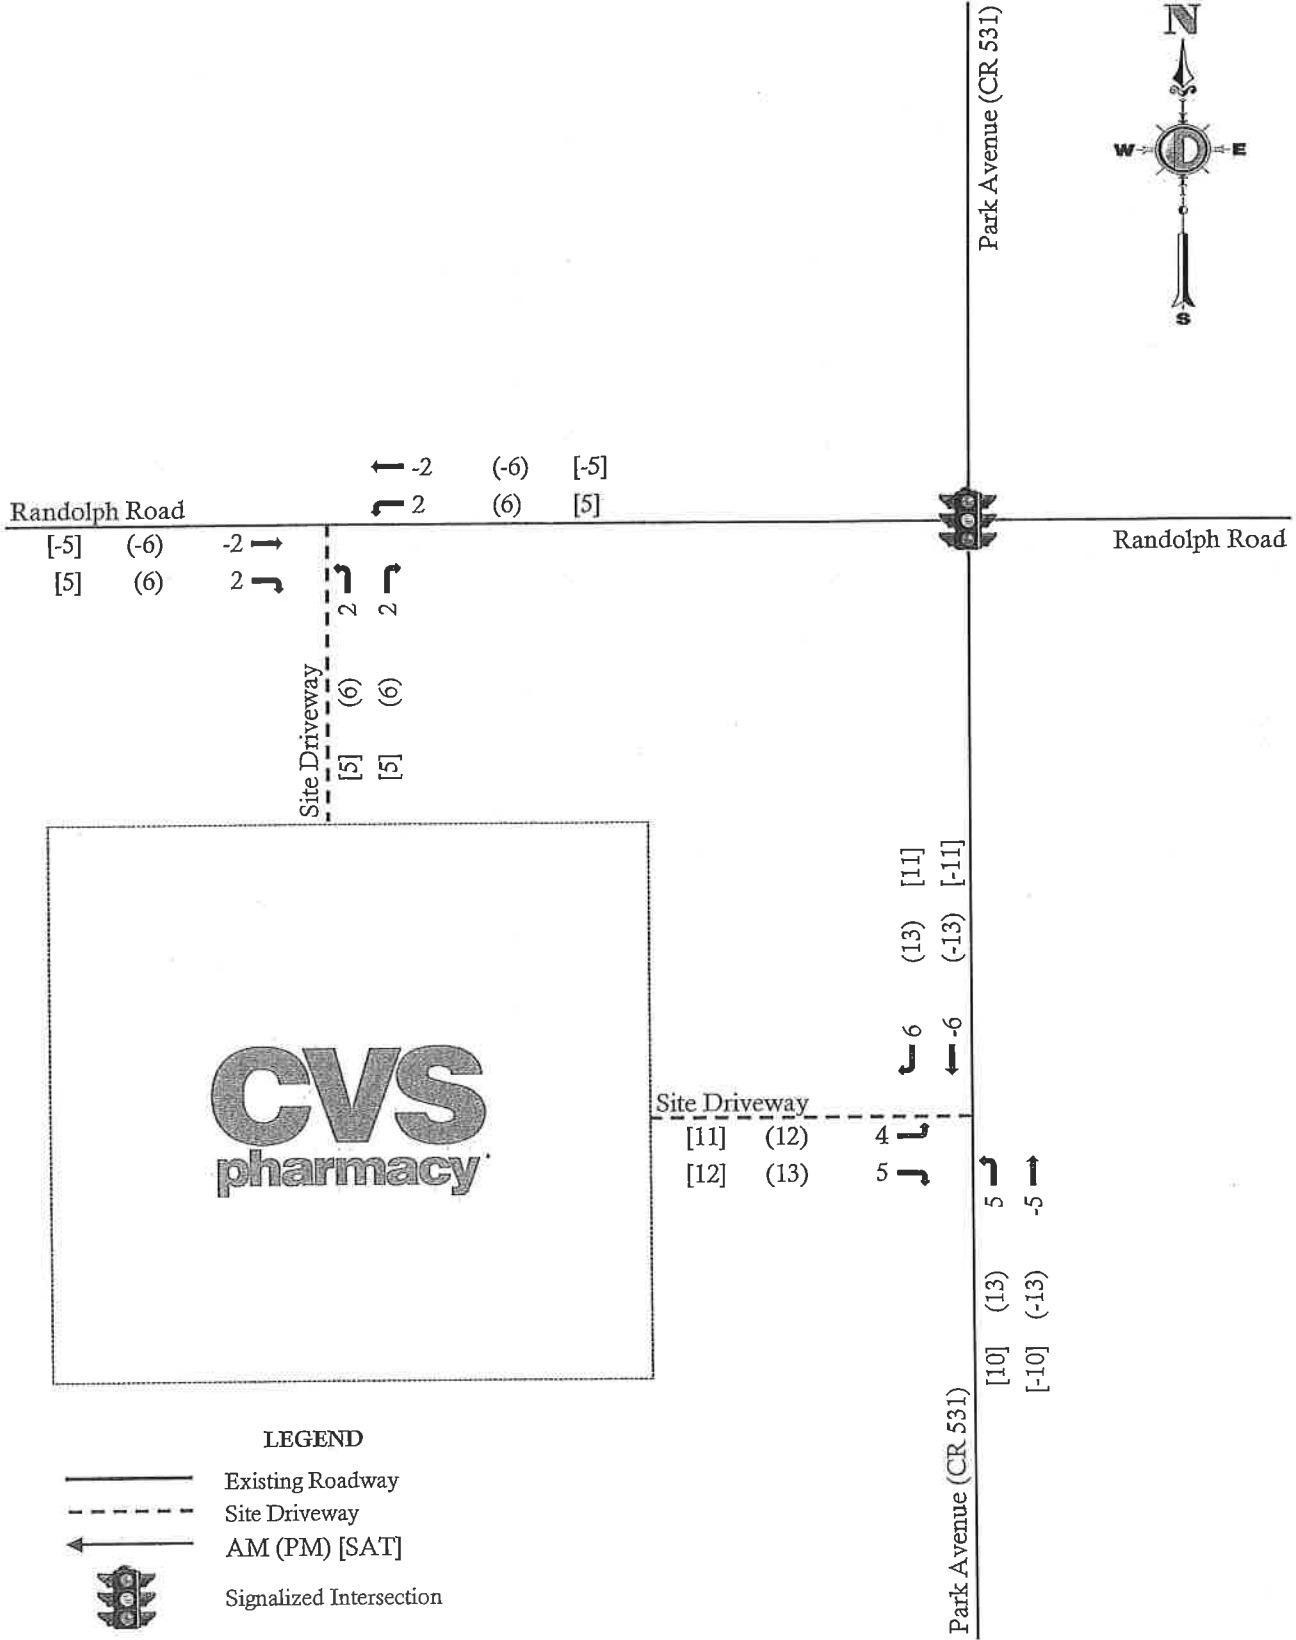 N
Park Avenue (CR 531)
W D E
S
-2 (-6) [-5]
2 (6) [5]
Randolph Road
Randolph Road
[-5] (-6) -2
[5] (6) 2
[5] (6) 2
[5] (6) 2
Site Driveway
6 (13) [11]
-6 (-13) [-11]
CVS
pharmacy
Site Driveway
[11] (12) 4
[12] (13) 5
[10] (13) 5
[-10] (-13) -5
Park Avenue (CR 531)
LEGEND
Existing Roadway
Site Driveway
AM (PM) [SAT]
Signalized Intersection